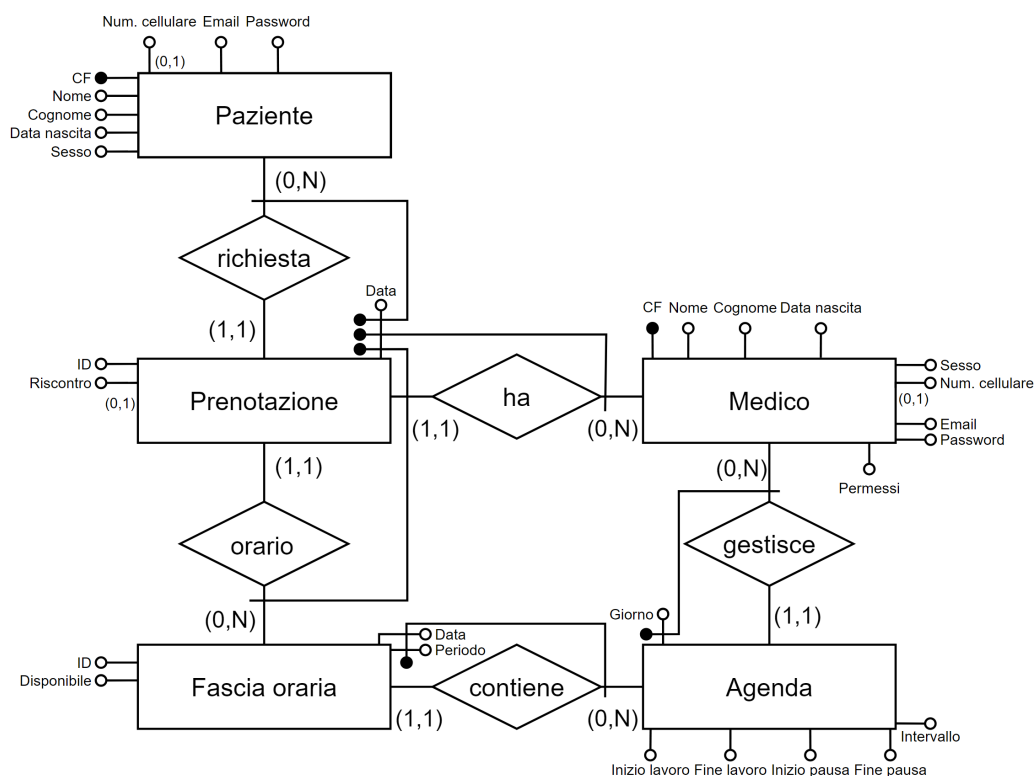 Num. cellulare Email Password
(0,1)
CF
Nome
Cognome
Data nascita
Sesso
Paziente
(0,N)
richiesta
(1,1)
Data
ID
Riscontro
(0,1)
Prenotazione
(1,1)
ha
(0,N)
CF Nome Cognome Data nascita
Medico
Sesso
Num. cellulare
(0,1)
Email
Password
Permessi
(1,1)
(0,N)
orario
gestisce
(0,N)
(1,1)
Giorno
Data
Periodo
ID
Disponibile
Fascia oraria
(1,1)
contiene
(0,N)
Agenda
Intervallo
Inizio lavoro Fine lavoro Inizio pausa Fine pausa